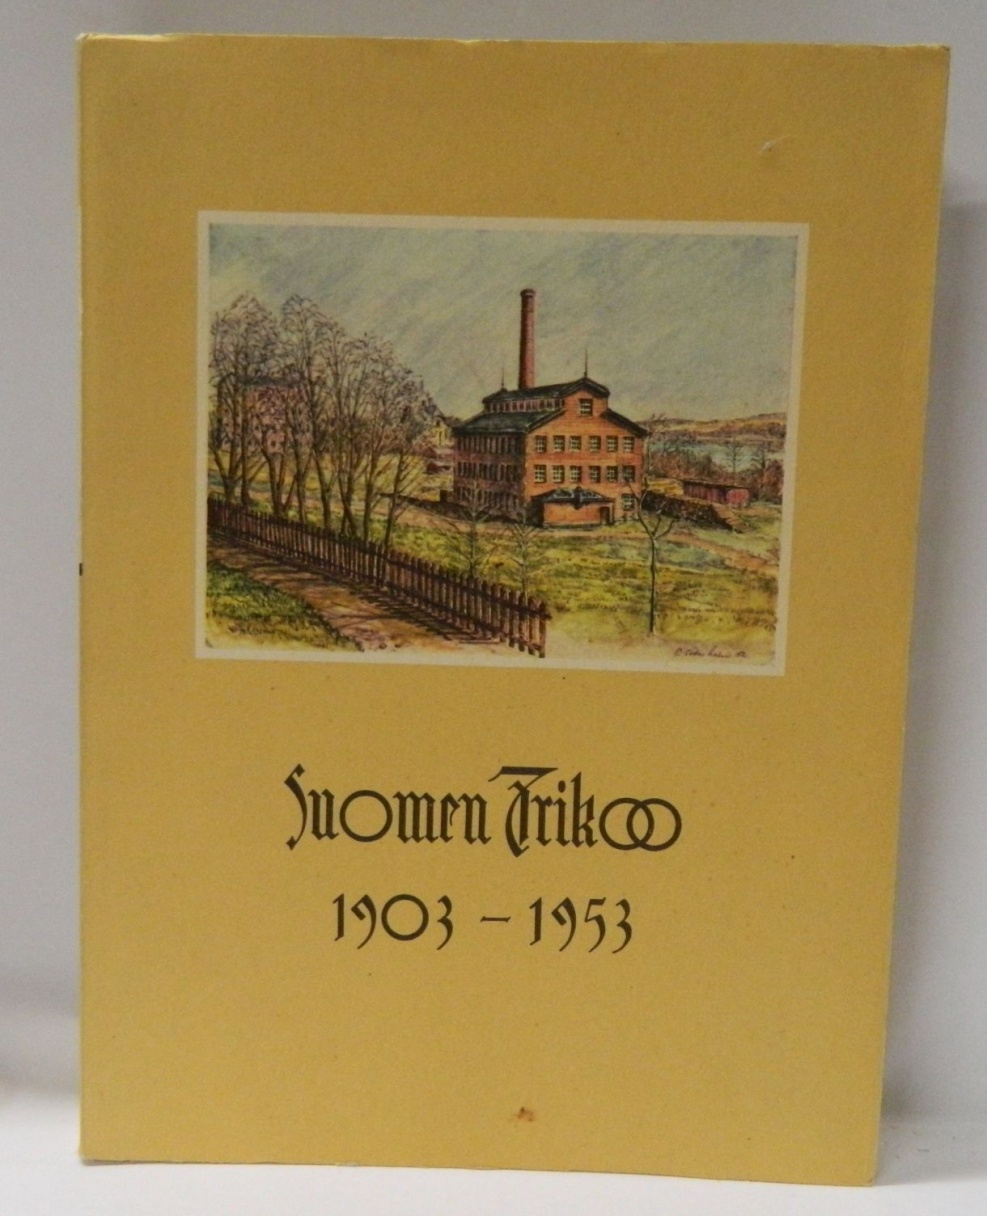 Suomen Trikoo
1903 – 1953